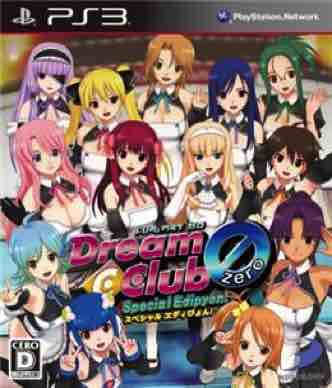 PS3
PlayStation®Network
Dream
Club
zero
Special Edipyon!
スペシャル エディぴょん!
CERO
D